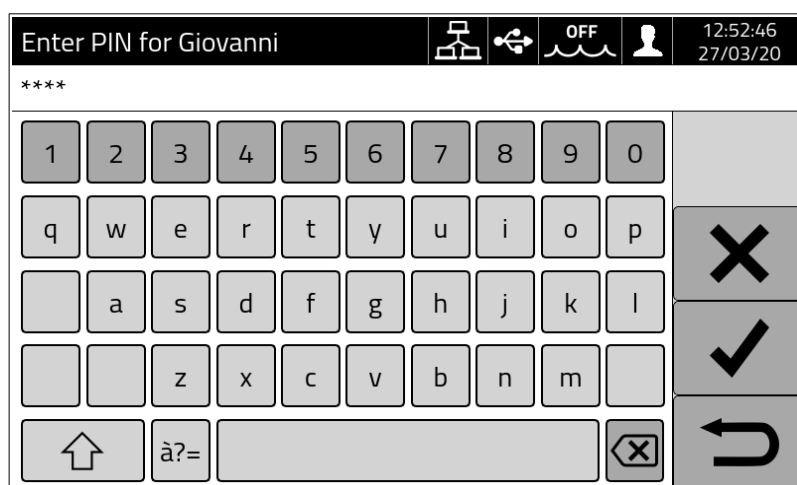 Enter PIN for Giovanni
OFF
12:52:46
27/03/20
****
1 2 3 4 5 6 7 8 9 0
q w e r t y u i o p
a s d f g h j k l
z x c v b n m
à?=